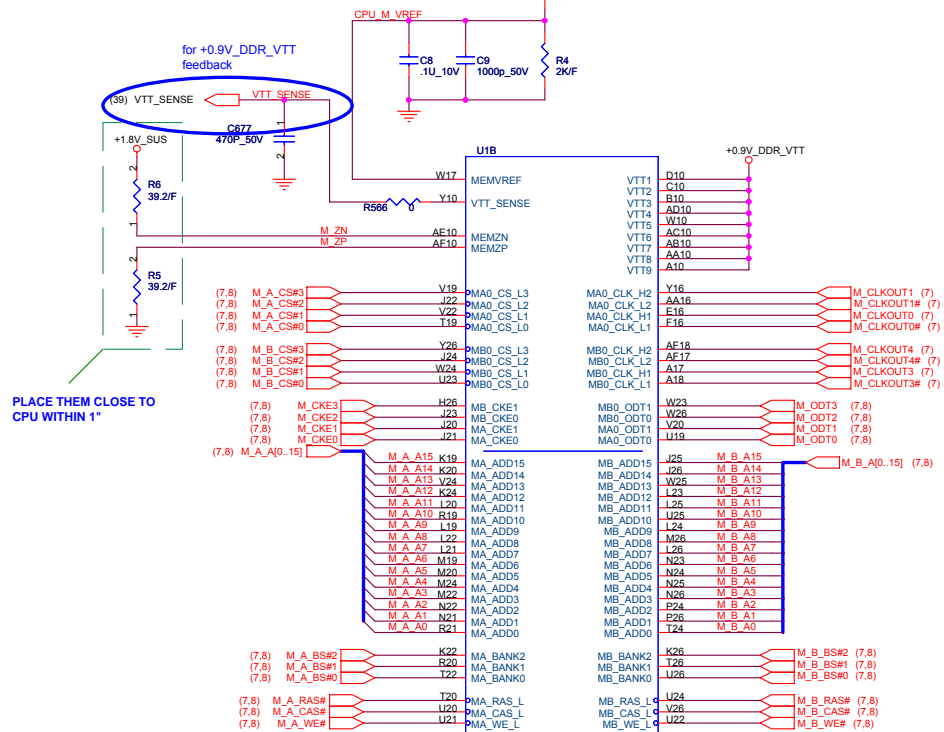 CPU_M_VREF
for +0.9V_DDR_VTT
feedback
C8
.1U_10V
C9
1000p_50V
R4
2K/F
(39) VTT_SENSE
VTT_SENSE
+1.8V_SUS
1
C677
470P_50V
2
U1B
+0.9V_DDR_VTT
2
R6
39.2/F
1
W17 MEMVREF
VTT1 D10
VTT2 C10
VTT3 B10
VTT4 AD10
VTT5 W10
VTT6 AC10
VTT7 AB10
VTT8 AA10
VTT9 A10
R566 0 Y10 VTT_SENSE
M_ZN AE10 MEMZN
M_ZP AF10 MEMZP
2
R5
39.2/F
1
(7,8) M_A_CS#3 V19 MA0_CS_L3 MA0_CLK_H2 Y16 M_CLKOUT1 (7)
(7,8) M_A_CS#2 J22 MA0_CS_L2 MA0_CLK_L2 AA16 M_CLKOUT1# (7)
(7,8) M_A_CS#1 V22 MA0_CS_L1 MA0_CLK_H1 E16 M_CLKOUT0 (7)
(7,8) M_A_CS#0 T19 MA0_CS_L0 MA0_CLK_L1 F16 M_CLKOUT0# (7)
(7,8) M_B_CS#3 Y26 MB0_CS_L3 MB0_CLK_H2 AF18 M_CLKOUT4 (7)
(7,8) M_B_CS#2 J24 MB0_CS_L2 MB0_CLK_L2 AF17 M_CLKOUT4# (7)
(7,8) M_B_CS#1 W24 MB0_CS_L1 MB0_CLK_H1 A17 M_CLKOUT3 (7)
(7,8) M_B_CS#0 U23 MB0_CS_L0 MB0_CLK_L1 A18 M_CLKOUT3# (7)
PLACE THEM CLOSE TO
CPU WITHIN 1"
(7,8) M_CKE3 H26 MB_CKE1 MB0_ODT1 W23 M_ODT3 (7,8)
(7,8) M_CKE2 J23 MB_CKE0 MB0_ODT0 W26 M_ODT2 (7,8)
(7,8) M_CKE1 J20 MA_CKE1 MA0_ODT1 V20 M_ODT1 (7,8)
(7,8) M_CKE0 J21 MA_CKE0 MA0_ODT0 U19 M_ODT0 (7,8)
(7,8) M_A_A[0..15]
M_B_A[0..15] (7,8)
M_A_A15 K19 MA_ADD15 MB_ADD15 J25 M_B_A15
M_A_A14 K20 MA_ADD14 MB_ADD14 J26 M_B_A14
M_A_A13 V24 MA_ADD13 MB_ADD13 W25 M_B_A13
M_A_A12 K24 MA_ADD12 MB_ADD12 L23 M_B_A12
M_A_A11 L20 MA_ADD11 MB_ADD11 L25 M_B_A11
M_A_A10 R19 MA_ADD10 MB_ADD10 U25 M_B_A10
M_A_A9 L19 MA_ADD9 MB_ADD9 L24 M_B_A9
M_A_A8 L22 MA_ADD8 MB_ADD8 M26 M_B_A8
M_A_A7 L21 MA_ADD7 MB_ADD7 L26 M_B_A7
M_A_A6 M19 MA_ADD6 MB_ADD6 N23 M_B_A6
M_A_A5 M20 MA_ADD5 MB_ADD5 N24 M_B_A5
M_A_A4 M24 MA_ADD4 MB_ADD4 N25 M_B_A4
M_A_A3 M22 MA_ADD3 MB_ADD3 N26 M_B_A3
M_A_A2 N22 MA_ADD2 MB_ADD2 P24 M_B_A2
M_A_A1 N21 MA_ADD1 MB_ADD1 P26 M_B_A1
M_A_A0 R21 MA_ADD0 MB_ADD0 T24 M_B_A0
(7,8) M_A_BS#2 K22 MA_BANK2 MB_BANK2 K26 M_B_BS#2 (7,8)
(7,8) M_A_BS#1 R20 MA_BANK1 MB_BANK1 T26 M_B_BS#1 (7,8)
(7,8) M_A_BS#0 T22 MA_BANK0 MB_BANK0 U26 M_B_BS#0 (7,8)
(7,8) M_A_RAS# T20 MA_RAS_L MB_RAS_L U24 M_B_RAS# (7,8)
(7,8) M_A_CAS# U20 MA_CAS_L MB_CAS_L V26 M_B_CAS# (7,8)
(7,8) M_A_WE# U21 MA_WE_L MB_WE_L U22 M_B_WE# (7,8)